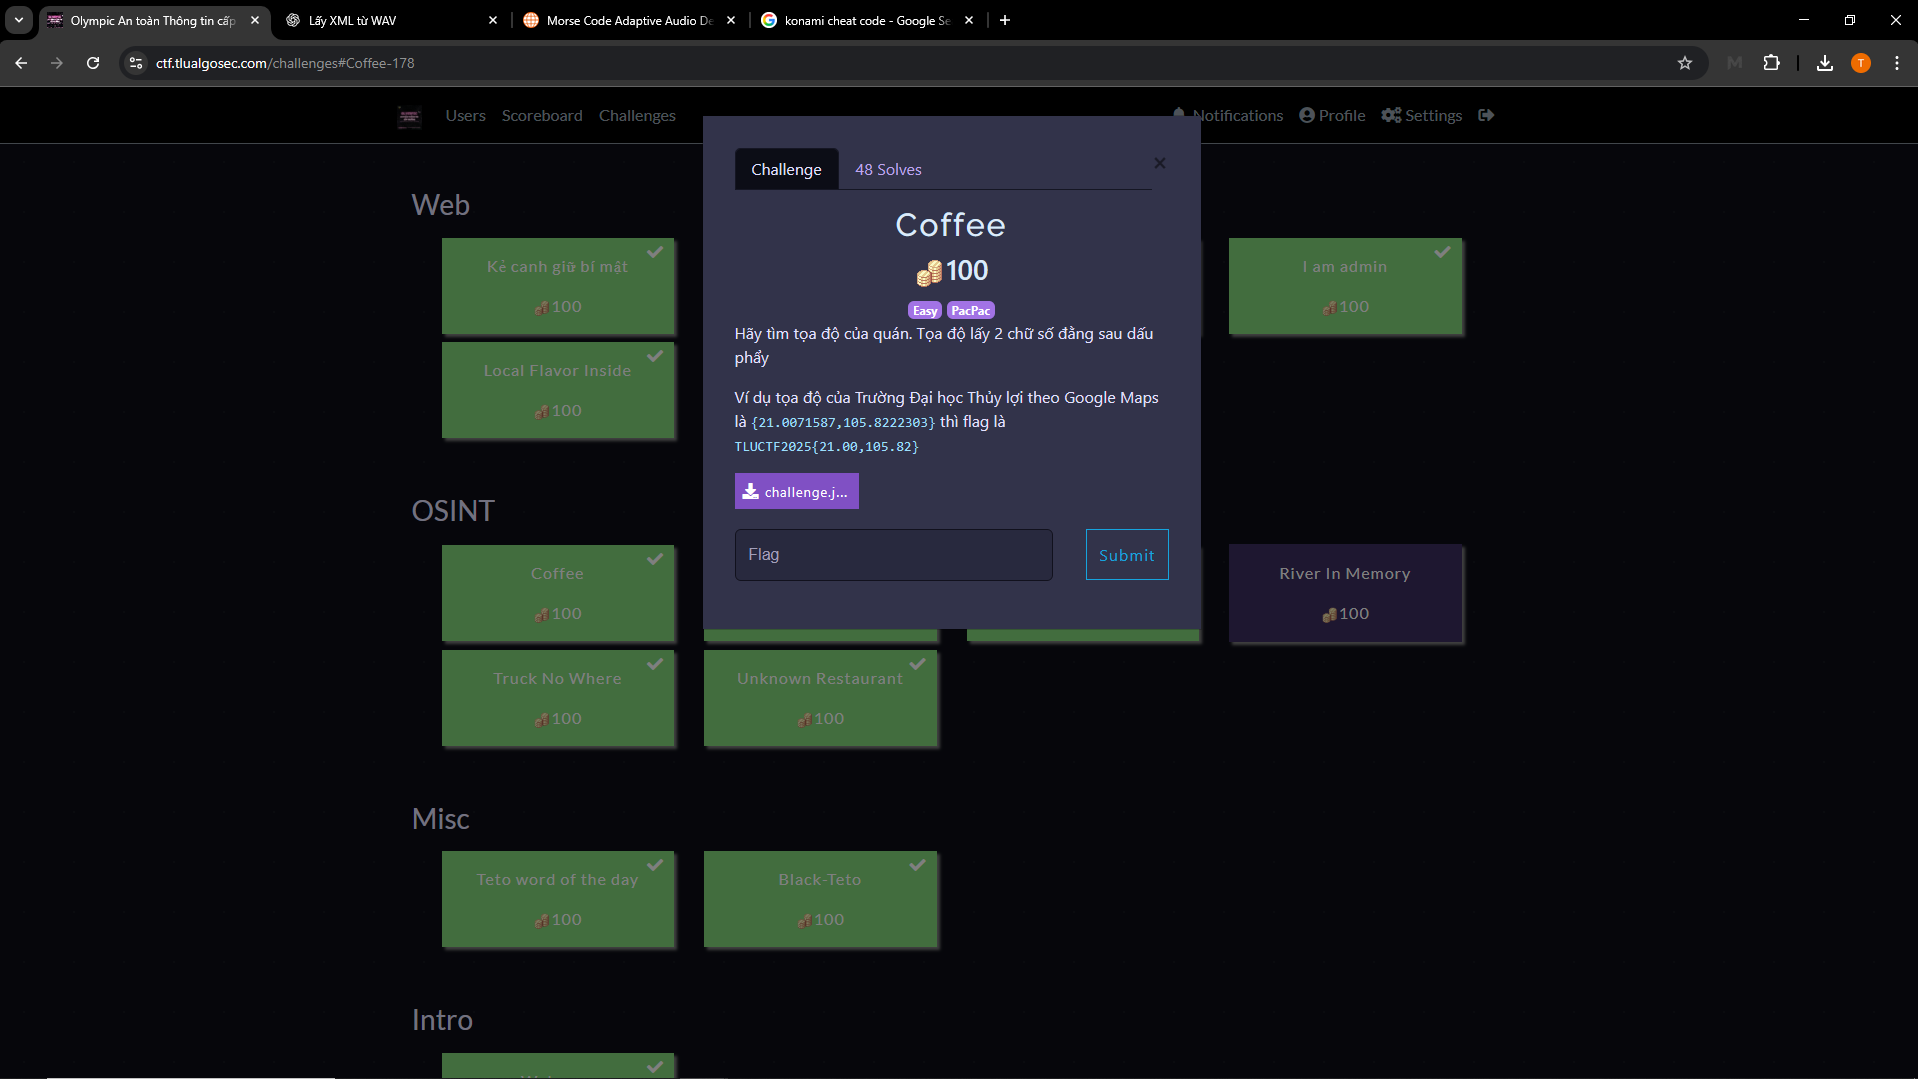 Olympic An toàn Thông tin cấp
Lấy XML từ WAV
Morse Code Adaptive Audio De
konami cheat code - Google Se
ctf.tlualgosec.com/challenges#Coffee-178
M
T
Users
Scoreboard
Challenges
Notifications
Profile
Settings
Challenge
48 Solves
Coffee
100
Easy
PacPac
Hãy tìm tọa độ của quán. Tọa độ lấy 2 chữ số đằng sau dấu
phẩy
Ví dụ tọa độ của Trường Đại học Thủy lợi theo Google Maps
là {21.0071587,105.8222303} thì flag là
TLUCTF2025{21.00,105.82}
challenge.j...
Flag
Submit
Web
Kẻ canh giữ bí mật
100
I am admin
100
Local Flavor Inside
100
OSINT
Coffee
100
River In Memory
100
Truck No Where
100
Unknown Restaurant
100
Misc
Teto word of the day
100
Black-Teto
100
Intro